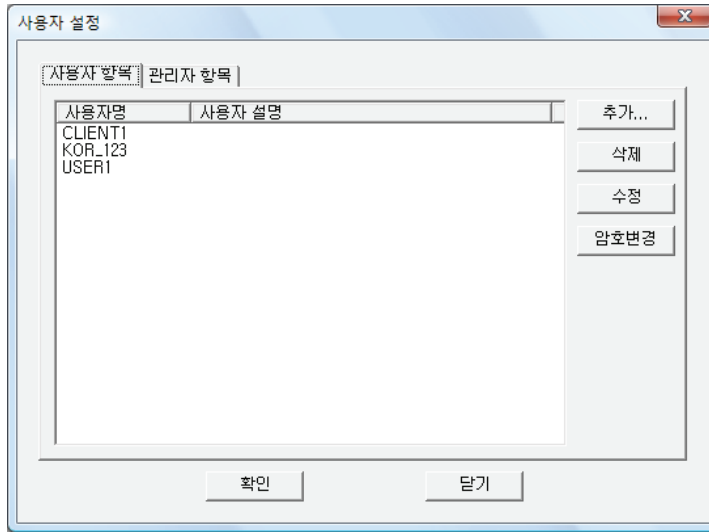 사용자 설정
사용자 항목 관리자 항목
사용자명 사용자 설명
CLIENT1
KOR_123
USER1
추가...
삭제
수정
암호변경
확인 닫기